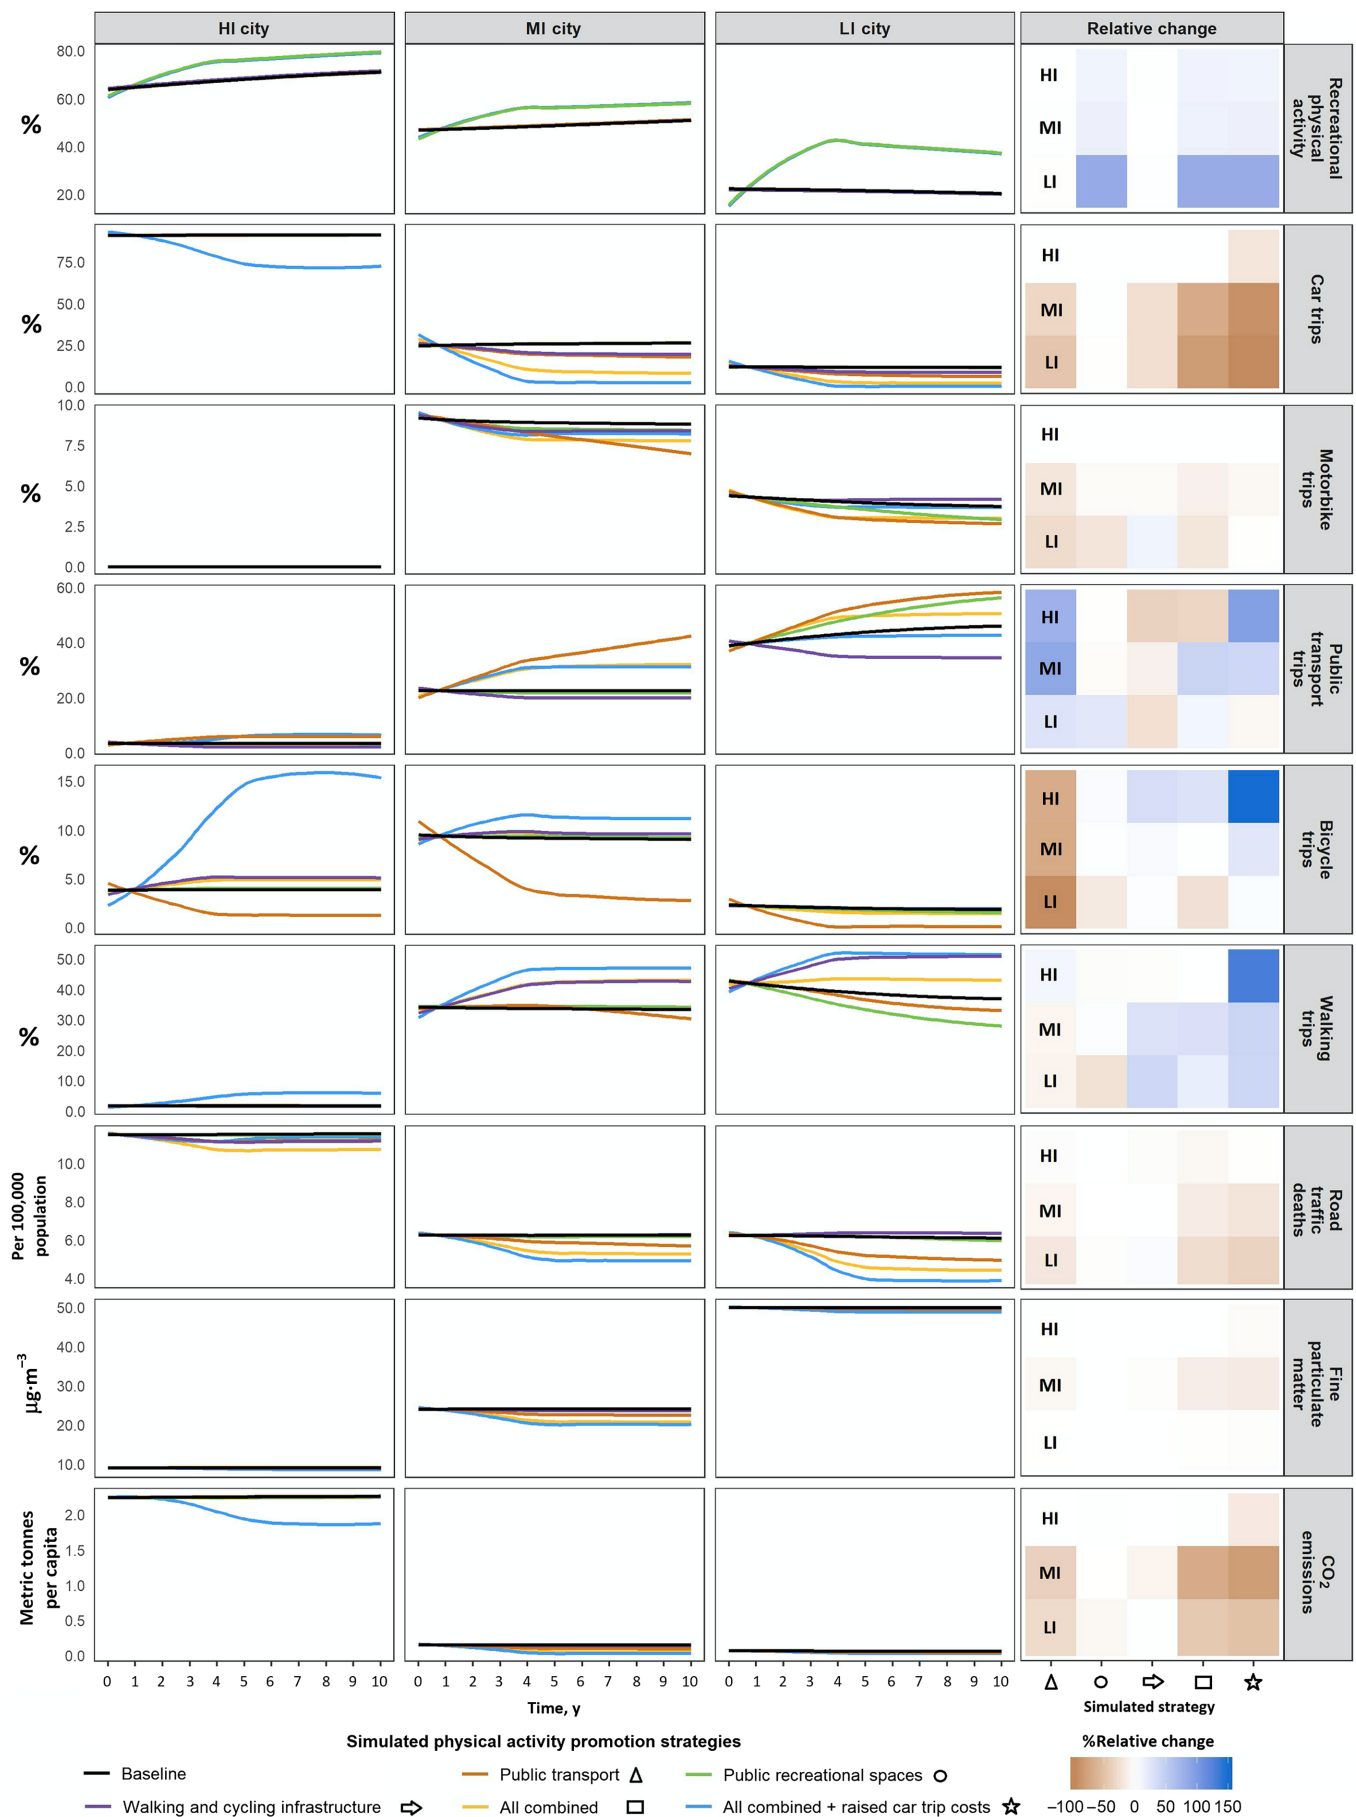 HI city MI city LI city Relative change
80.0
60.0
40.0
20.0
%
HI
MI
LI
Recreational
physical
activity
75.0
50.0
25.0
0.0
%
HI
MI
LI
Car trips
10.0
7.5
5.0
2.5
0.0
%
HI
MI
LI
Motorbike
trips
60.0
40.0
20.0
0.0
%
HI
MI
LI
Public
transport
trips
15.0
10.0
5.0
0.0
%
HI
MI
LI
Bicycle
trips
50.0
40.0
30.0
20.0
10.0
0.0
%
HI
MI
LI
Walking
trips
10.0
8.0
6.0
4.0
Per 100,000
population
HI
MI
LI
Road
traffic
deaths
50.0
40.0
30.0
20.0
10.0
µg·m⁻³
HI
MI
LI
Fine
particulate
matter
2.0
1.5
1.0
0.5
0.0
Metric tonnes
per capita
HI
MI
LI
CO₂
emissions
0 1 2 3 4 5 6 7 8 9 10 0 1 2 3 4 5 6 7 8 9 10 0 1 2 3 4 5 6 7 8 9 10
Time, y
Simulated strategy
Simulated physical activity promotion strategies
Baseline
Public transport
Public recreational spaces
Walking and cycling infrastructure
All combined
All combined + raised car trip costs
%Relative change
−100 −50 0 50 100 150